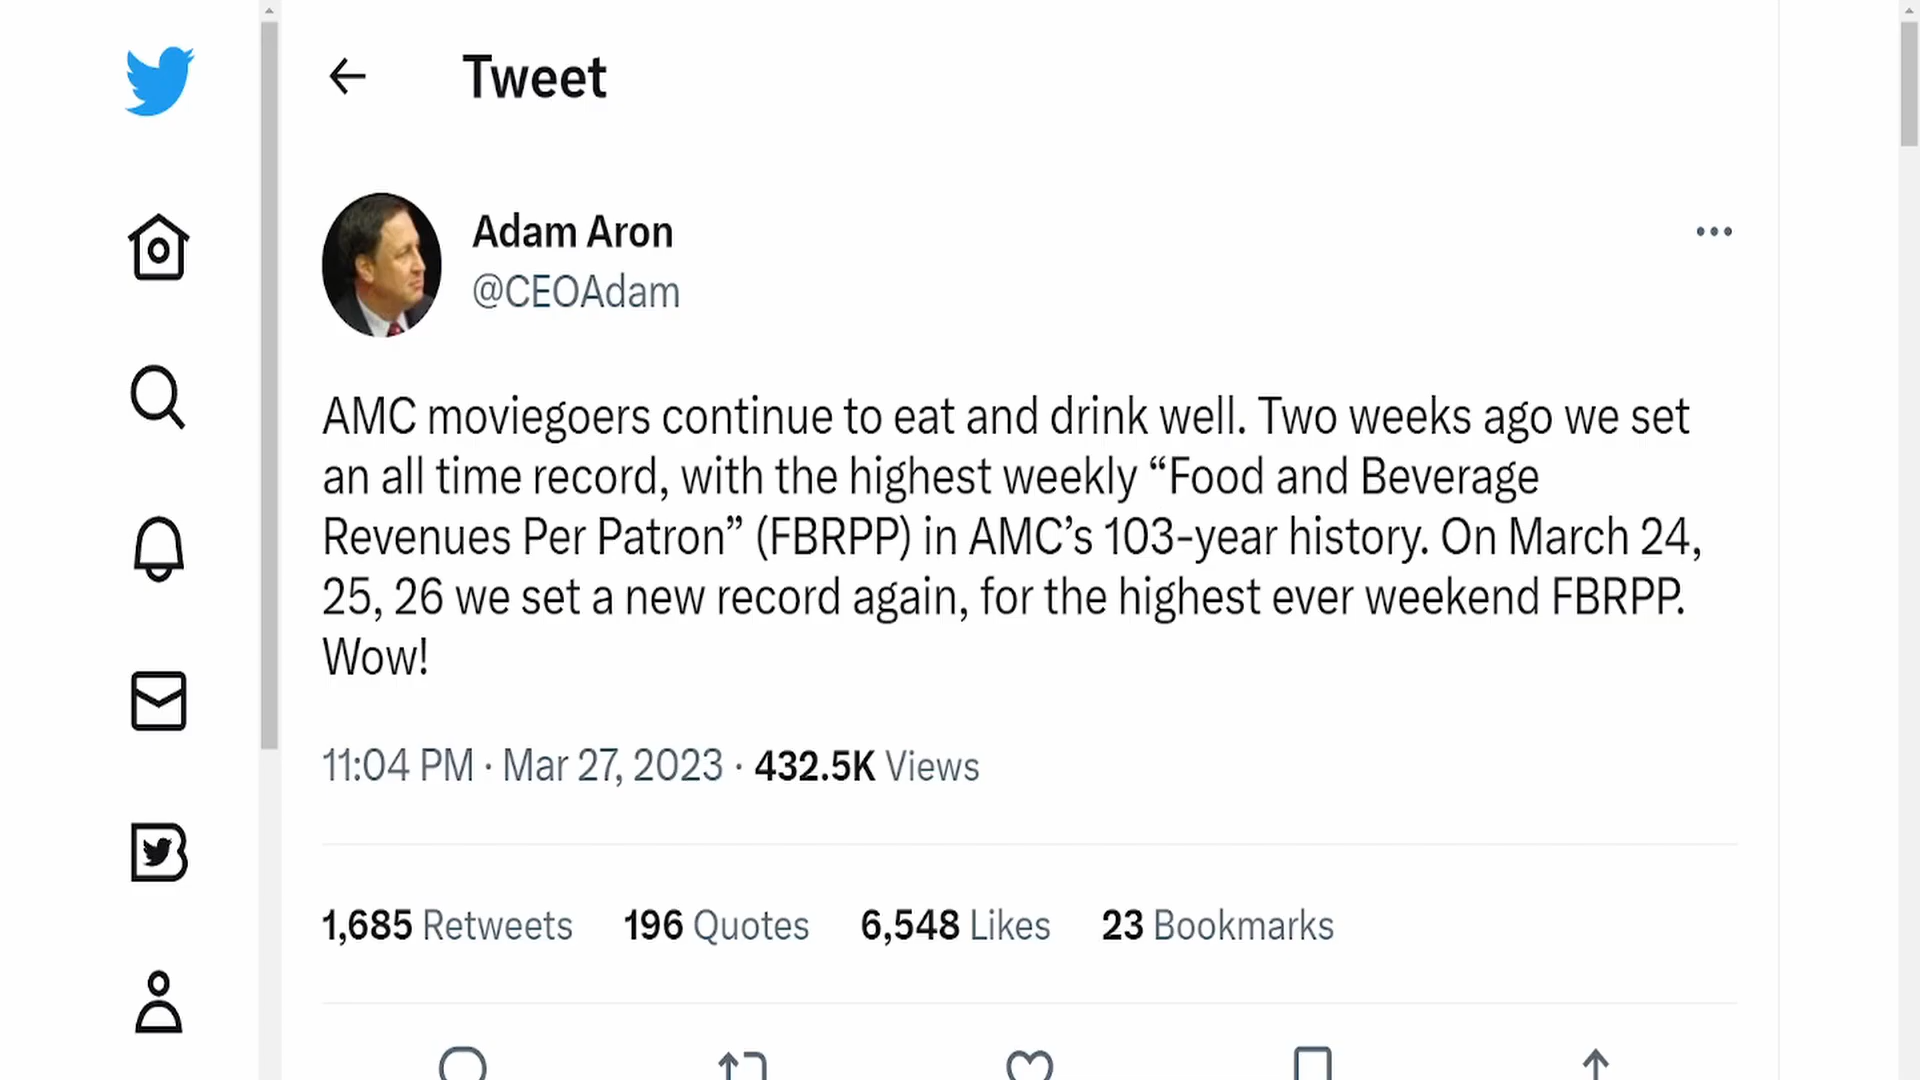 Tweet
Adam Aron
@CEOAdam
AMC moviegoers continue to eat and drink well. Two weeks ago we set
an all time record, with the highest weekly “Food and Beverage
Revenues Per Patron” (FBRPP) in AMC’s 103-year history. On March 24,
25, 26 we set a new record again, for the highest ever weekend FBRPP.
Wow!
11:04 PM · Mar 27, 2023 · 432.5K Views
1,685 Retweets 196 Quotes 6,548 Likes 23 Bookmarks